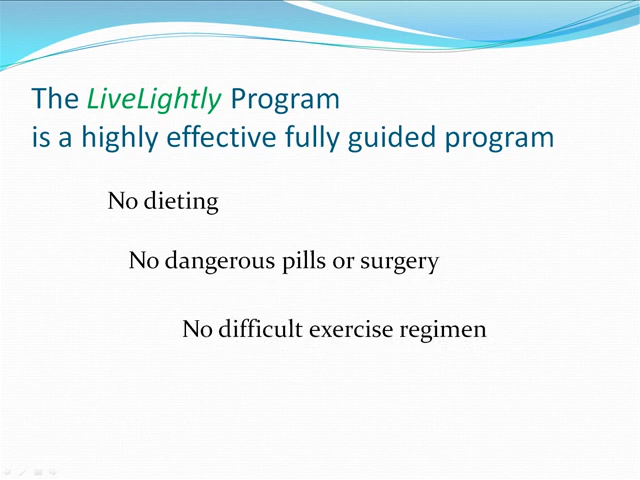 The LiveLightly Program
is a highly effective fully guided program
No dieting
No dangerous pills or surgery
No difficult exercise regimen